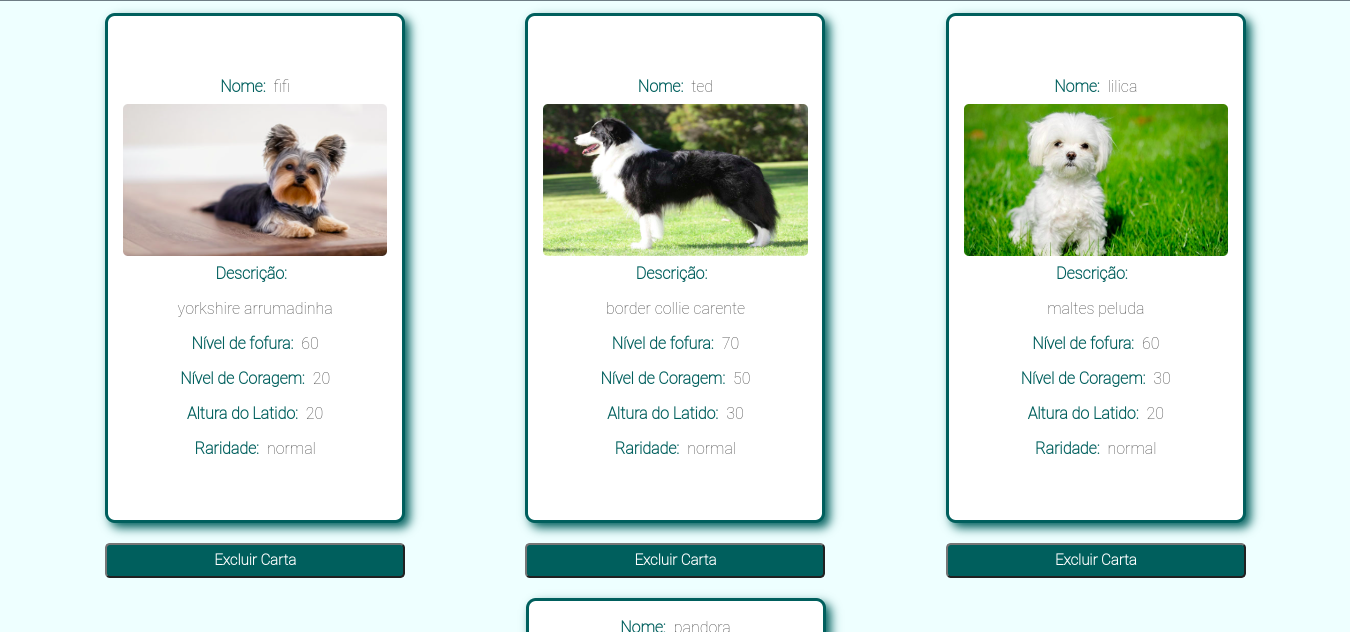 Nome: fifi
Descrição:
yorkshire arrumadinha
Nível de fofura: 60
Nível de Coragem: 20
Altura do Latido: 20
Raridade: normal
Excluir Carta
Nome: ted
Descrição:
border collie carente
Nível de fofura: 70
Nível de Coragem: 50
Altura do Latido: 30
Raridade: normal
Excluir Carta
Nome: lilica
Descrição:
maltes peluda
Nível de fofura: 60
Nível de Coragem: 30
Altura do Latido: 20
Raridade: normal
Excluir Carta
Nome: pandora